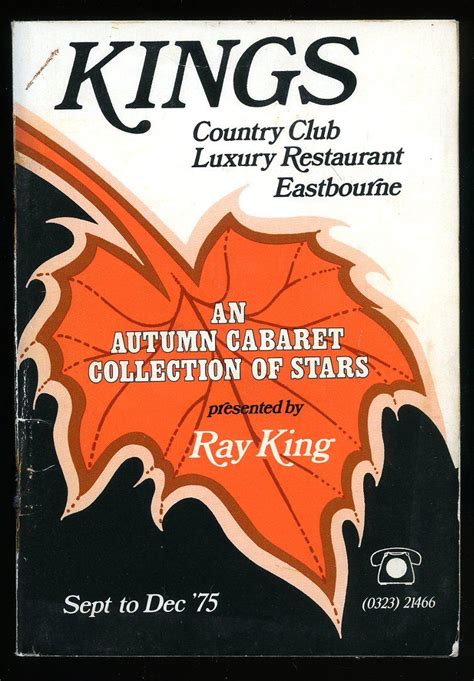 KINGS
Country Club
Luxury Restaurant
Eastbourne
AN
AUTUMN CABARET
COLLECTION OF STARS
presented by
Ray King
Sept to Dec '75
(0323) 21466